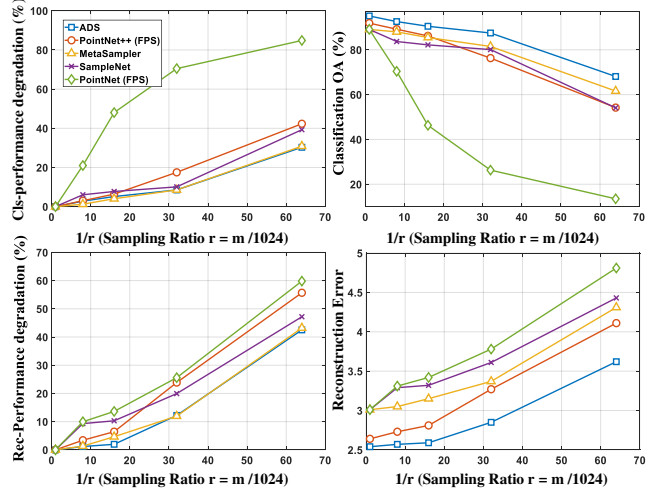 Cls-performance degradation (%)
100
80
60
40
20
0
ADS
PointNet++ (FPS)
MetaSampler
SampleNet
PointNet (FPS)
0 10 20 30 40 50 60 70
1/r (Sampling Ratio r = m /1024)
Classification OA (%)
80
60
40
20
0 10 20 30 40 50 60 70
1/r (Sampling Ratio r = m /1024)
Rec-Performance degradation (%)
70
60
50
40
30
20
10
0
0 10 20 30 40 50 60 70
1/r (Sampling Ratio r = m /1024)
Reconstruction Error
5
4.5
4
3.5
3
2.5
0 10 20 30 40 50 60 70
1/r (Sampling Ratio r = m /1024)